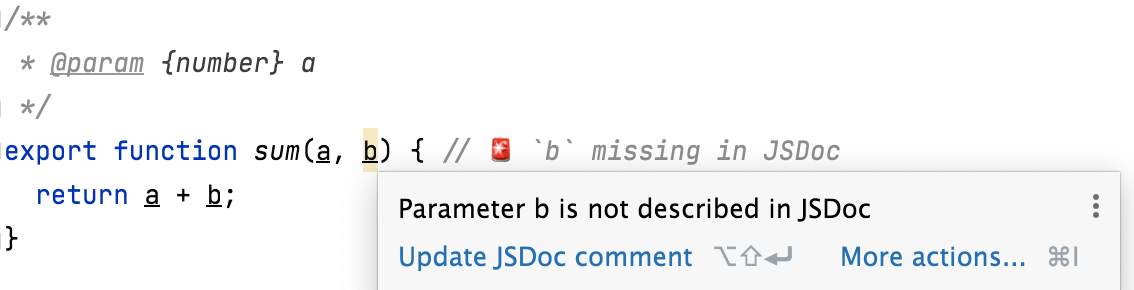 /**
 * @param {number} a
 */
export function sum(a, b) { // 🚨 `b` missing in JSDoc
  return a + b;
}
Parameter b is not described in JSDoc
Update JSDoc comment ⌥⇧↩ More actions... ⌘I